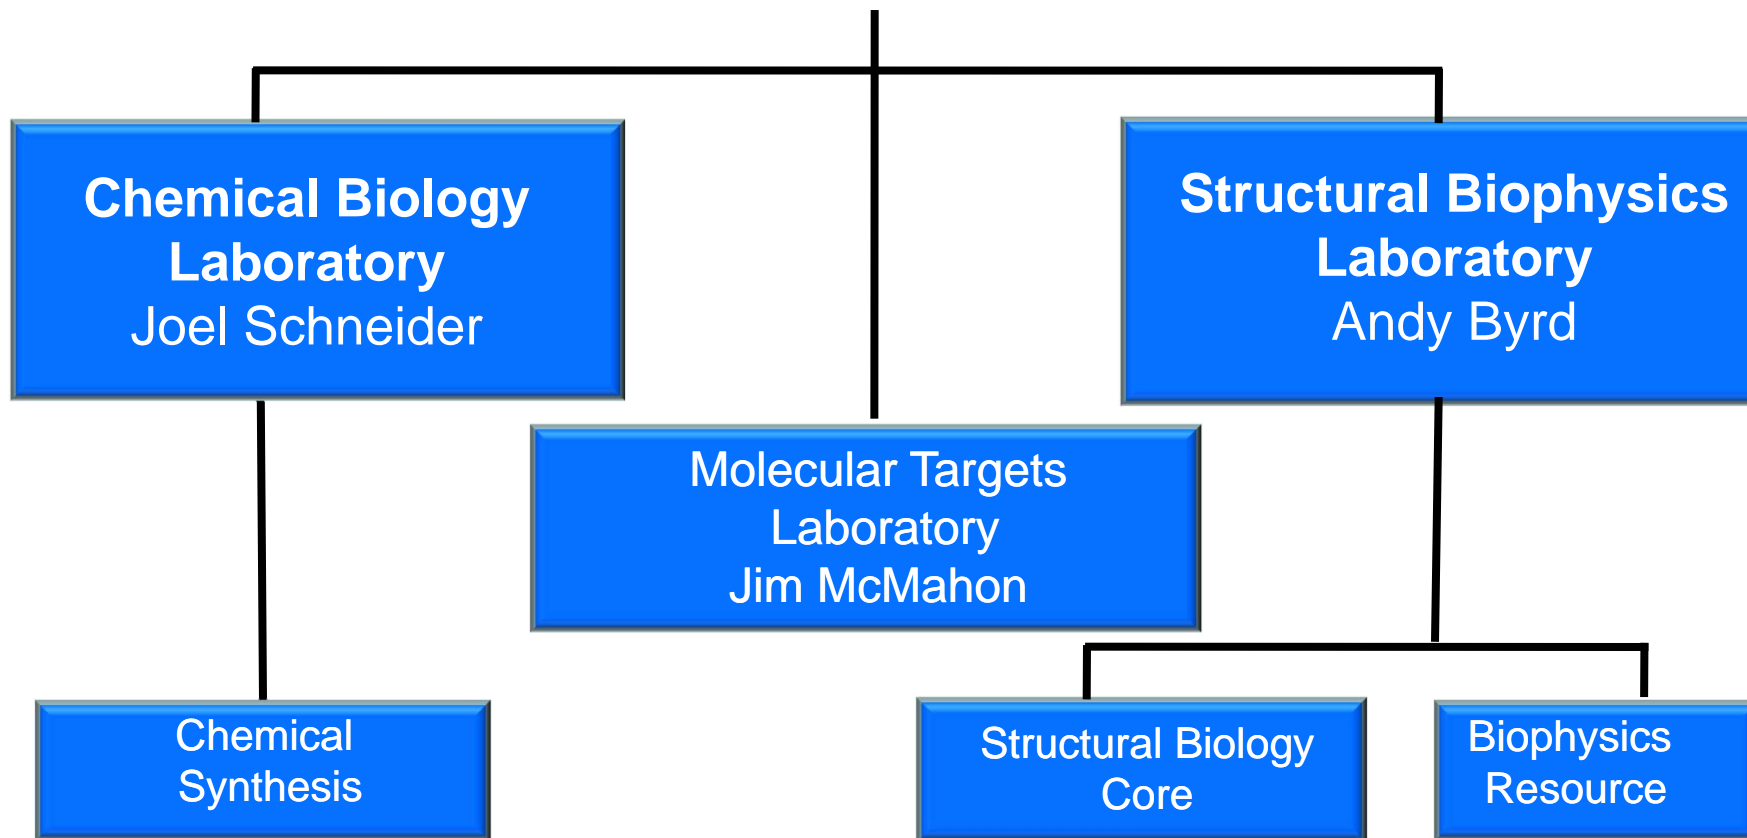 Chemical Biology
Laboratory
Joel Schneider
Structural Biophysics
Laboratory
Andy Byrd
Molecular Targets
Laboratory
Jim McMahon
Chemical
Synthesis
Structural Biology
Core
Biophysics
Resource